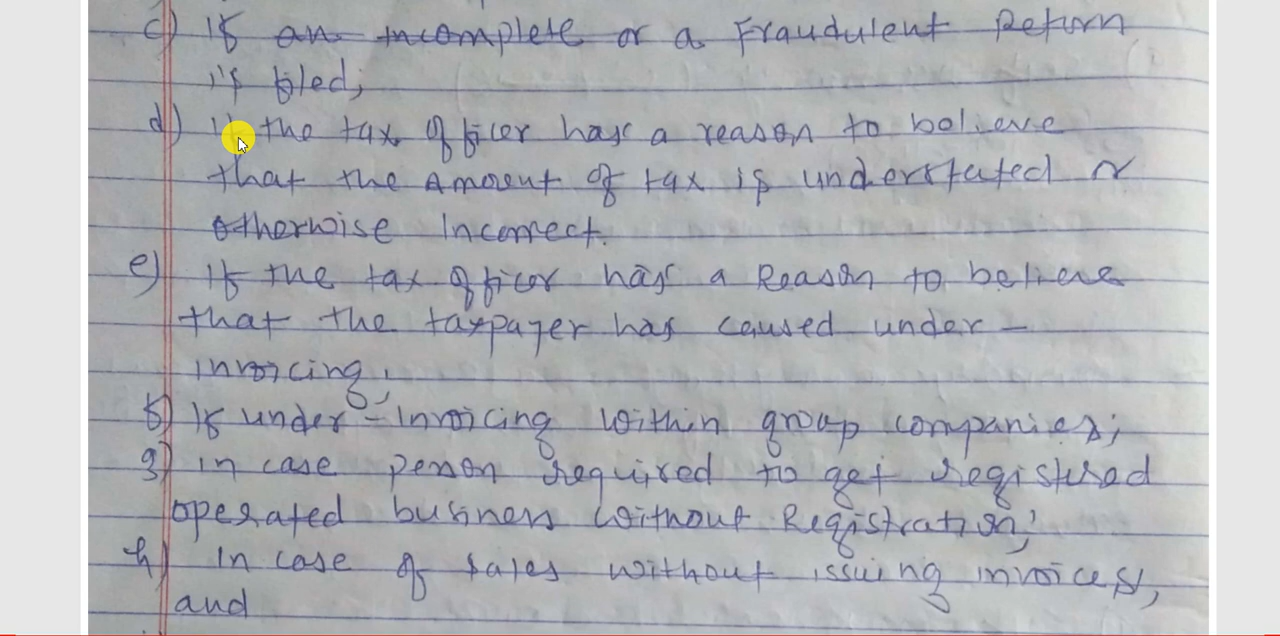 c) If an incomplete or a Fraudulent Return
is filed;
d) If the tax officer has a reason to believe
that the Amount of tax is understated or
otherwise Incorrect.
e) If the tax officer has a Reason to believe
that the taxpayer has caused under-
invoicing;
f) If under-Invoicing within group companies;
g) in case person required to get registered
operated business without Registration;
h) in case of sales without issuing invoices,
and